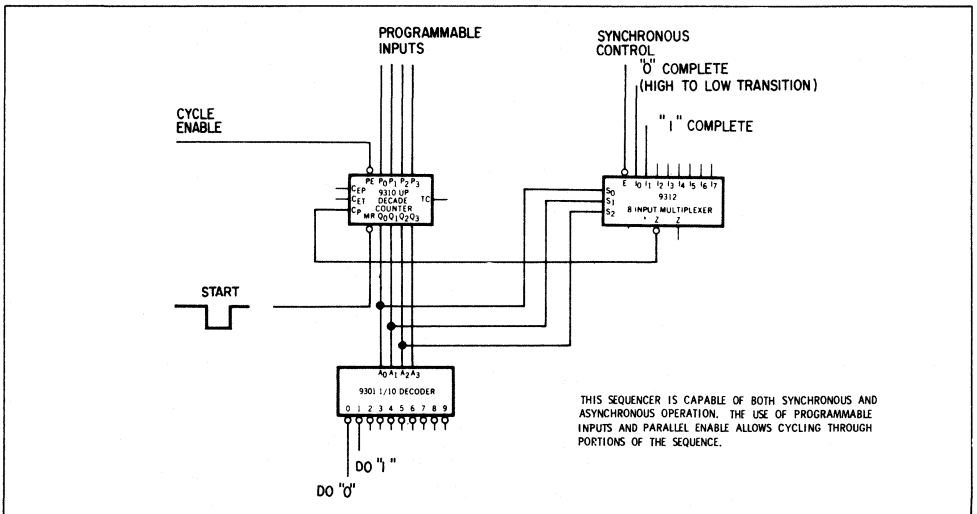 PROGRAMMABLE
INPUTS
SYNCHRONOUS
CONTROL
"0" COMPLETE
(HIGH TO LOW TRANSITION)
"1" COMPLETE
CYCLE
ENABLE
PE P0 P1 P2 P3
CEP
CET
CP
9310 UP
DECADE
COUNTER
TC
MR Q0 Q1 Q2 Q3
E I0 I1 I2 I3 I4 I5 I6 I7
S0
S1
S2
9312
8 INPUT MULTIPLEXER
Z Z
START
A0 A1 A2 A3
9301 1/10 DECODER
0 1 2 3 4 5 6 7 8 9
DO "1"
DO "0"
THIS SEQUENCER IS CAPABLE OF BOTH SYNCHRONOUS AND
ASYNCHRONOUS OPERATION. THE USE OF PROGRAMMABLE
INPUTS AND PARALLEL ENABLE ALLOWS CYCLING THROUGH
PORTIONS OF THE SEQUENCE.